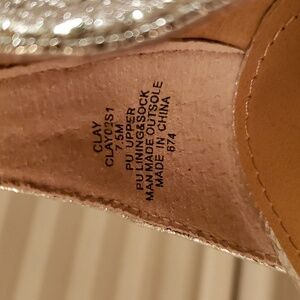 CLAY
CLAY02S1
7.5M
PU UPPER
PU LINING&SOCK
MAN MADE OUTSOLE
MADE IN CHINA
674